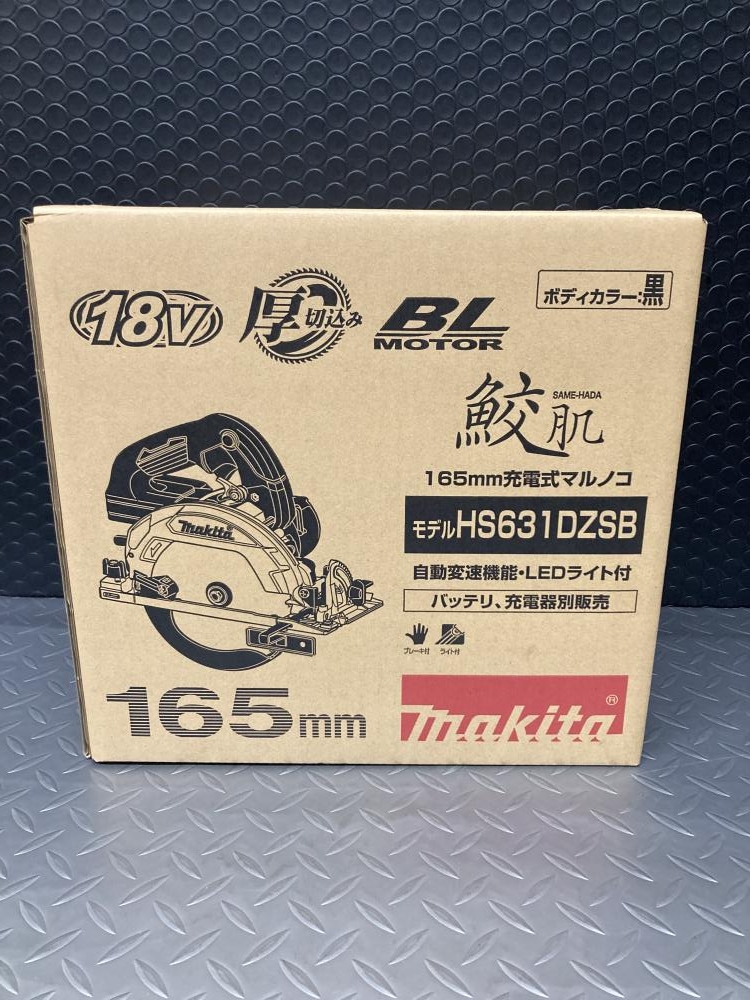 18V
厚切込み
BL
MOTOR
ボディカラー:黒
鮫肌
SAME-HADA
165mm充電式マルノコ
モデルHS631DZSB
自動変速機能・LEDライト付
バッテリ、充電器別販売
ブレーキ付
ライト付
Makita
165mm
makita®